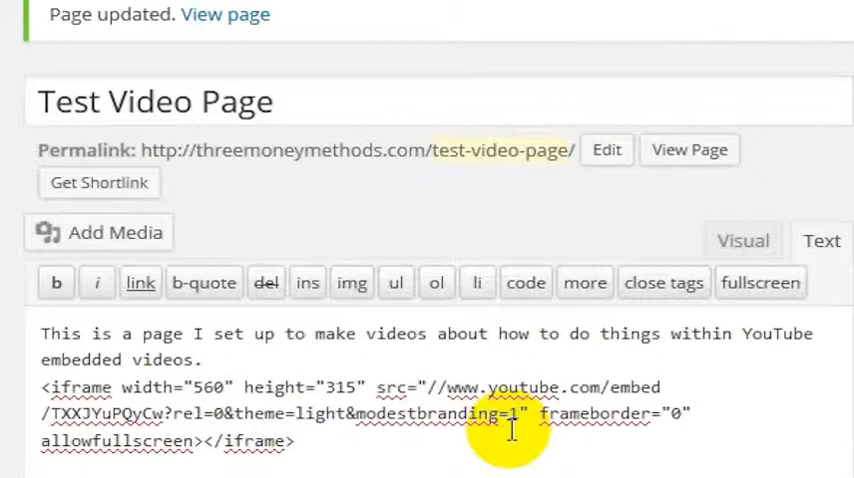 Page updated. View page
Test Video Page
Permalink: http://threemoneymethods.com/test-video-page/ Edit View Page
Get Shortlink
Add Media
Visual Text
b i link b-quote del ins img ul ol li code more close tags fullscreen
This is a page I set up to make videos about how to do things within YouTube
embedded videos.
<iframe width="560" height="315" src="//www.youtube.com/embed
/TXXJYuPQyCw?rel=0&theme=light&modestbranding=1" frameborder="0"
allowfullscreen></iframe>